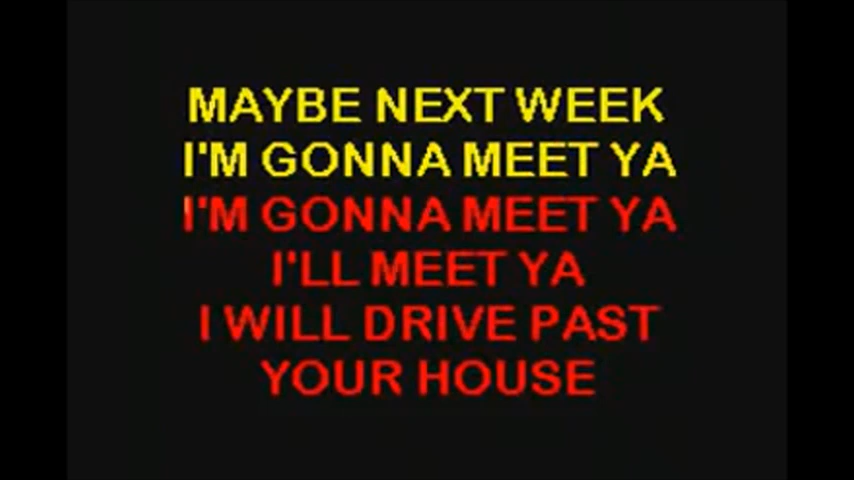 MAYBE NEXT WEEK
I'M GONNA MEET YA
I'M GONNA MEET YA
I'LL MEET YA
I WILL DRIVE PAST
YOUR HOUSE